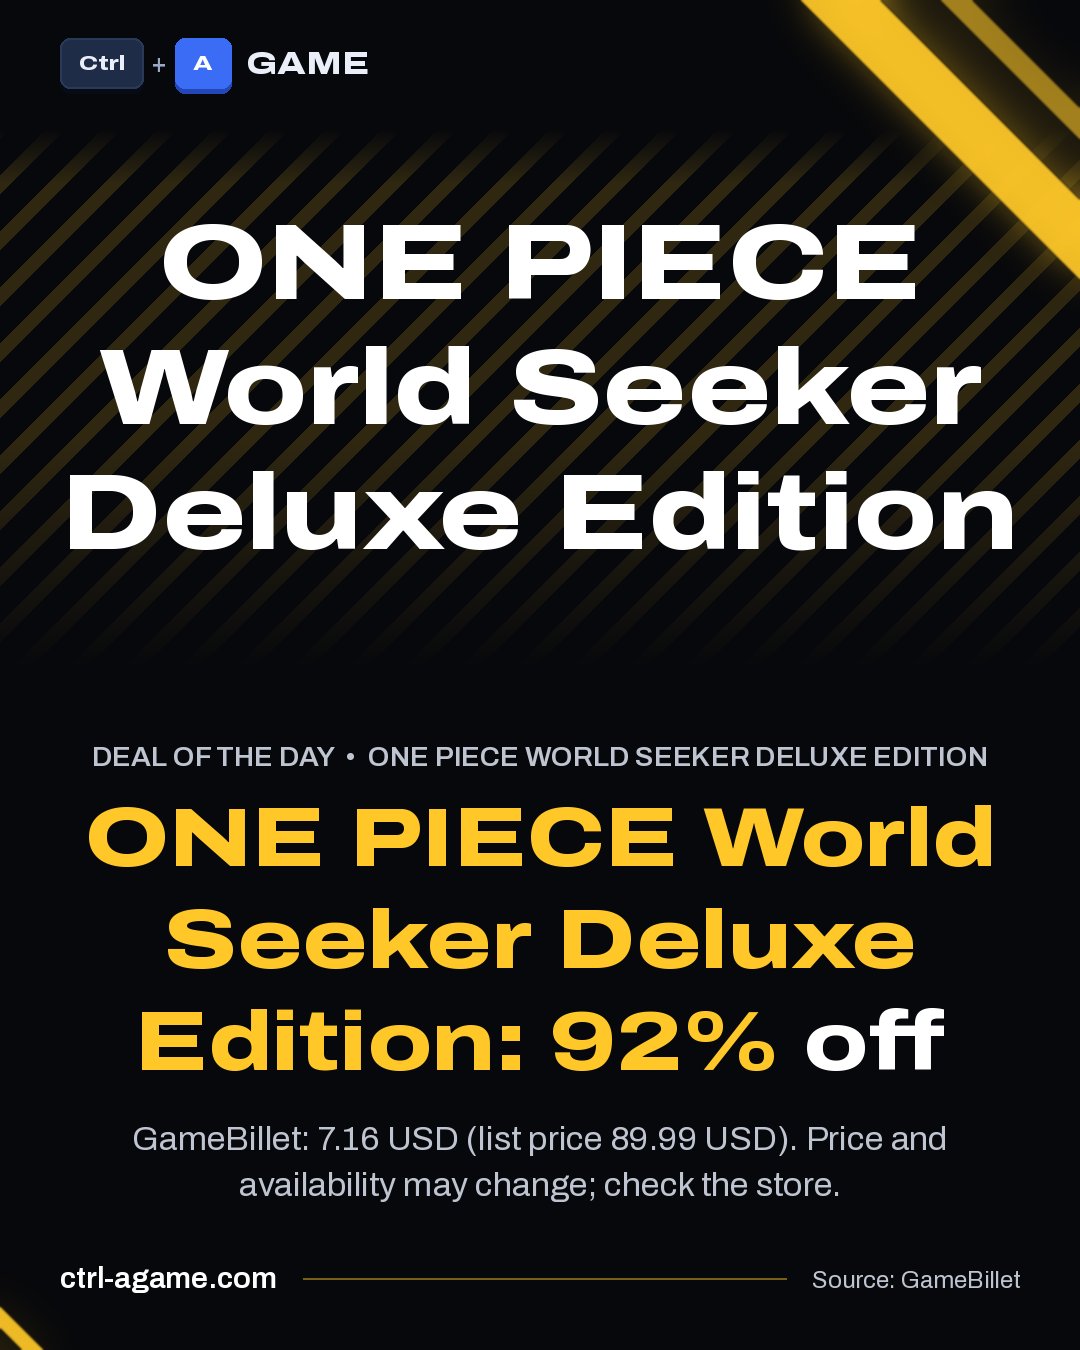 Ctrl + A GAME
ONE PIECE
World Seeker
Deluxe Edition
DEAL OF THE DAY • ONE PIECE WORLD SEEKER DELUXE EDITION
ONE PIECE World
Seeker Deluxe
Edition: 92% off
GameBillet: 7.16 USD (list price 89.99 USD). Price and
availability may change; check the store.
ctrl-agame.com
Source: GameBillet